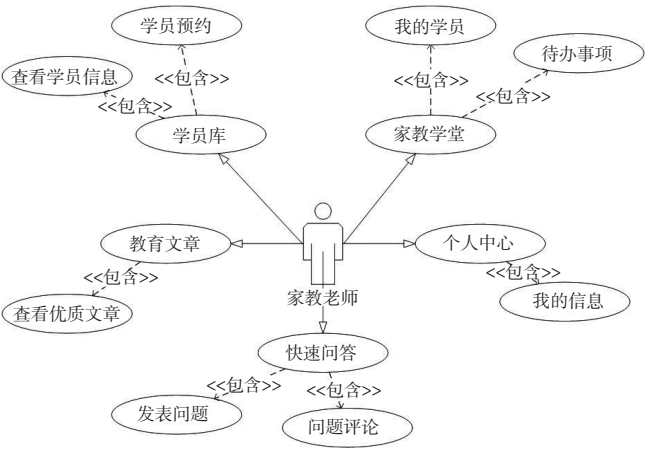 学员预约
我的学员
待办事项
查看学员信息
<<包含>>
<<包含>>
<<包含>>
<<包含>>
学员库
家教学堂
教育文章
个人中心
<<包含>>
<<包含>>
查看优质文章
家教老师
我的信息
快速问答
<<包含>>
<<包含>>
发表问题
问题评论